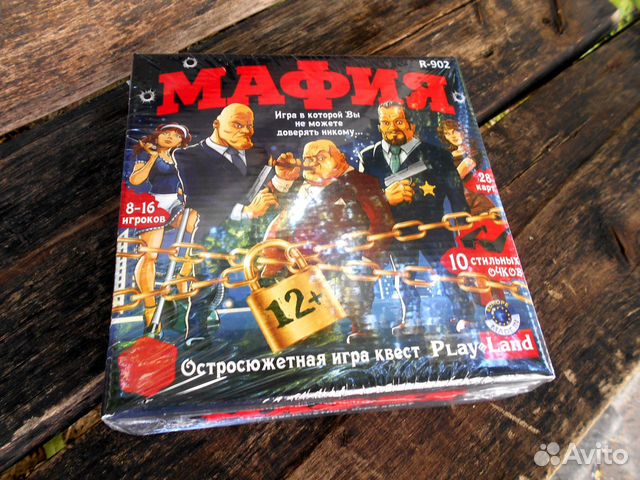 R-902
МАФИЯ
Игра в которой Вы
не можете
доверять никому...
8-16
игроков
28
карт
10 стильных
очков
12+
Остросюжетная игра квест Play Land
Avito